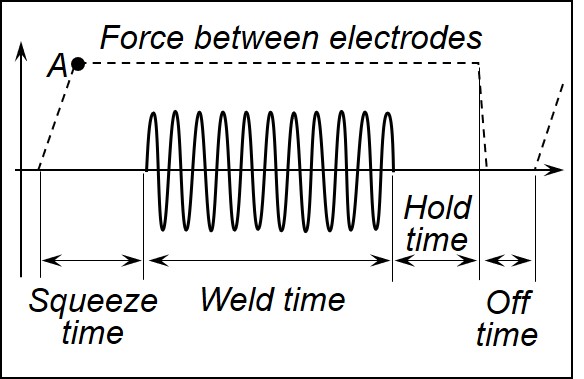 Force between electrodes
A
Hold
time
Squeeze
time
Weld time
Off
time